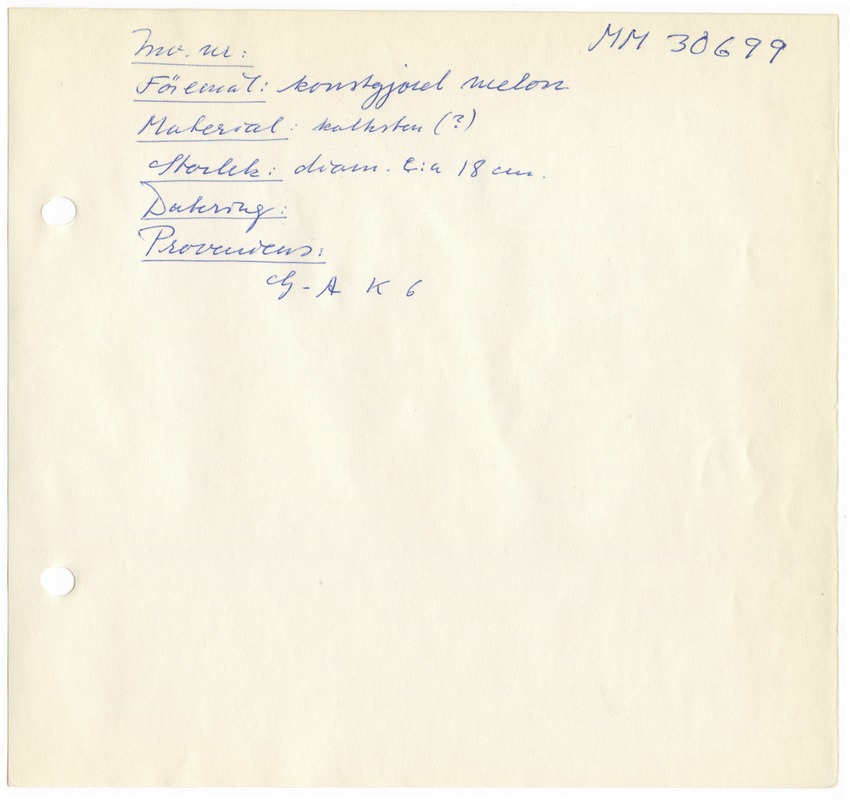 MM 30699
Inv. nr:
Föremål: konstgjord melon
Material: kalksten (?)
Storlek: diam. c:a 18 cm.
Datering:
Proveniens:
G-A K 6